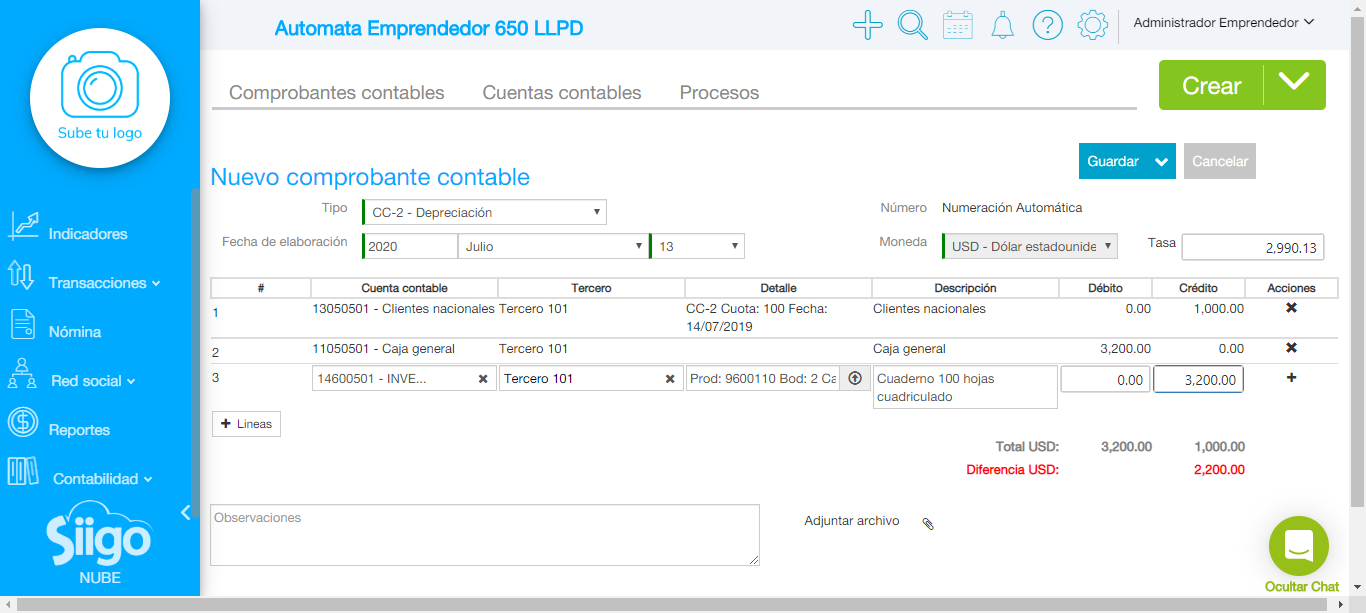 Automata Emprendedor 650 LLPD
Administrador Emprendedor
Sube tu logo
Comprobantes contables Cuentas contables Procesos
Crear
Guardar Cancelar
Nuevo comprobante contable
Tipo CC-2 - Depreciación Número Numeración Automática
Fecha de elaboración 2020 Julio 13 Moneda USD - Dólar estadounide Tasa 2,990.13
Indicadores
Transacciones
Nómina
Red social
Reportes
Contabilidad
Siigo
NUBE
# Cuenta contable Tercero Detalle Descripción Débito Crédito Acciones
1 13050501 - Clientes nacionales Tercero 101 CC-2 Cuota: 100 Fecha: Clientes nacionales 0.00 1,000.00
14/07/2019
2 11050501 - Caja general Tercero 101 Caja general 3,200.00 0.00
3 14600501 - INVE... Tercero 101 Prod: 9600110 Bod: 2 Ca Cuaderno 100 hojas 0.00 3,200.00
cuadriculado
+ Lineas
Total USD: 3,200.00 1,000.00
Diferencia USD: 2,200.00
Observaciones
Adjuntar archivo
Ocultar Chat